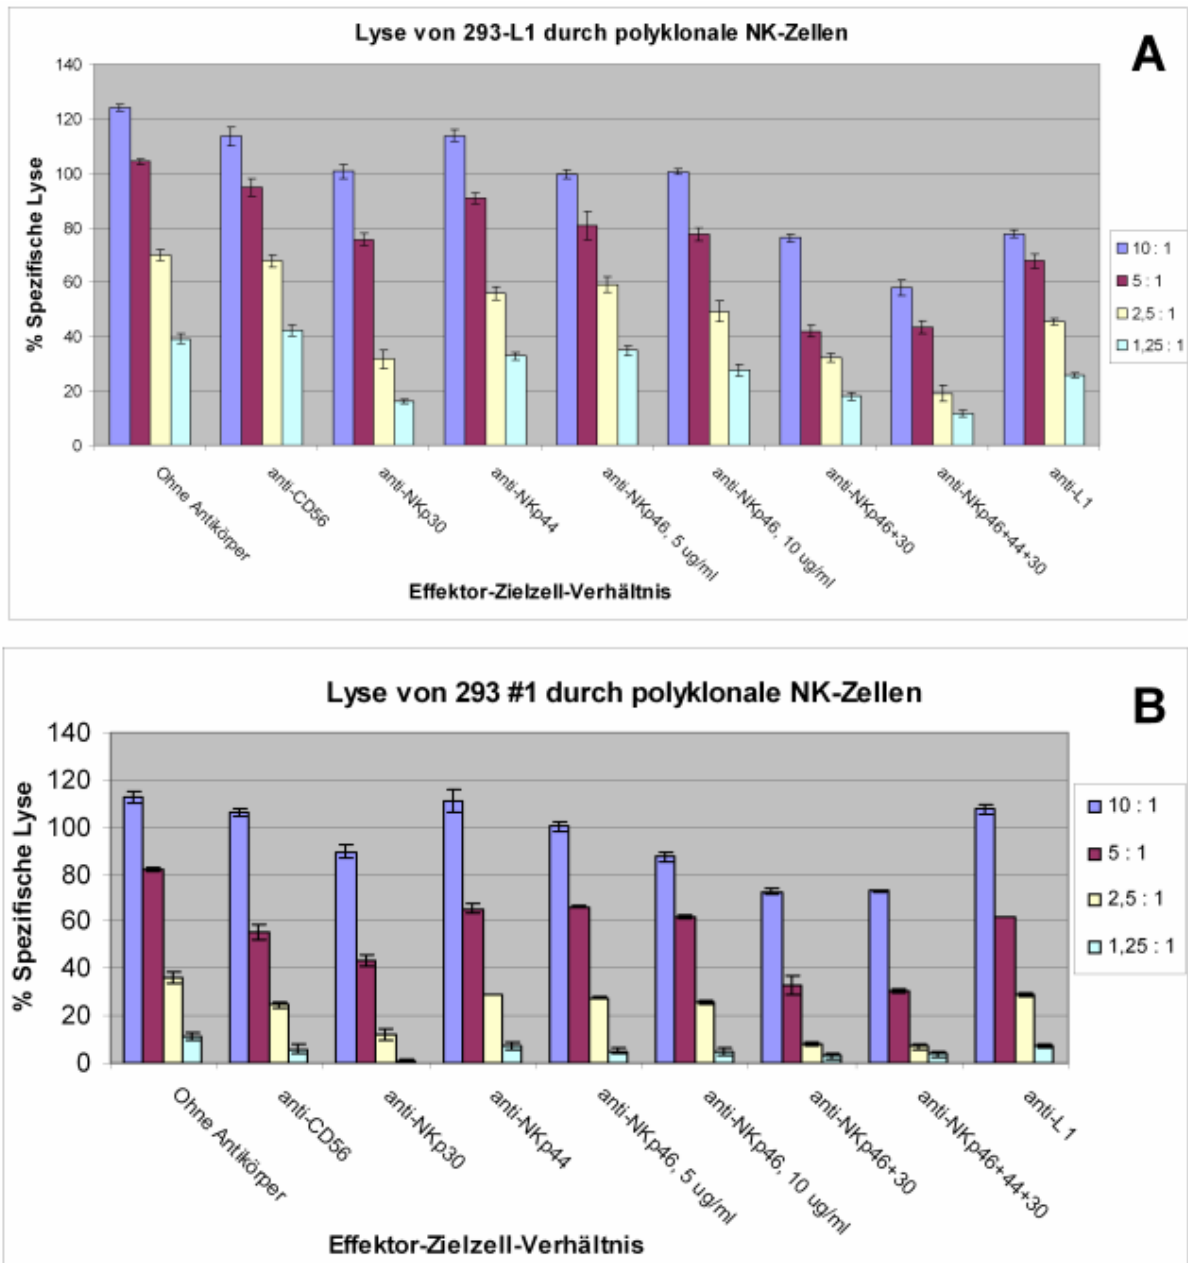 Lyse von 293-L1 durch polyklonale NK-Zellen
A
% Spezifische Lyse
140
120
100
80
60
40
20
0
Ohne Antikörper
anti-CD56
anti-NKp30
anti-NKp44
anti-NKp46, 5 ug/ml
anti-NKp46, 10 ug/ml
anti-NKp46+30
anti-NKp46+44+30
anti-L1
Effektor-Zielzell-Verhältnis
10 : 1
5 : 1
2,5 : 1
1,25 : 1
Lyse von 293 #1 durch polyklonale NK-Zellen
B
% Spezifische Lyse
140
120
100
80
60
40
20
0
Ohne Antikörper
anti-CD56
anti-NKp30
anti-NKp44
anti-NKp46, 5 ug/ml
anti-NKp46, 10 ug/ml
anti-NKp46+30
anti-NKp46+44+30
anti-L1
Effektor-Zielzell-Verhältnis
10 : 1
5 : 1
2,5 : 1
1,25 : 1